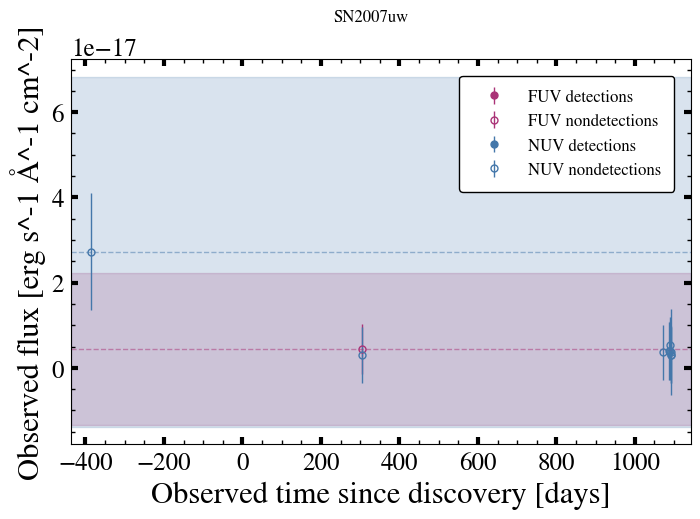 SN2007uw
1e−17
FUV detections
FUV nondetections
NUV detections
NUV nondetections
6
4
2
0
Observed flux [erg s^-1 Å^-1 cm^-2]
−400 −200 0 200 400 600 800 1000
Observed time since discovery [days]